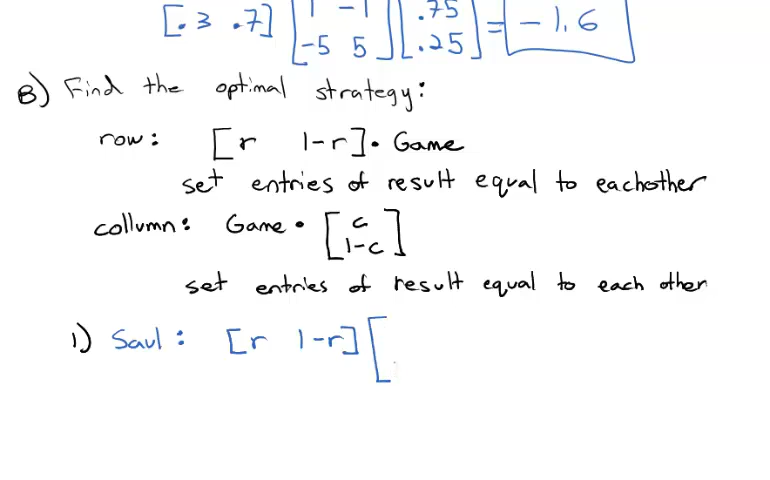 [.3 .7] [1 -1 [.75
-5 5] .25] = -1.6
B) Find the optimal strategy:
row: [r 1-r]. Game
set entries of result equal to eachother
collumn: Game • [c
1-c]
set entries of result equal to each other
1) Saul: [r 1-r] [